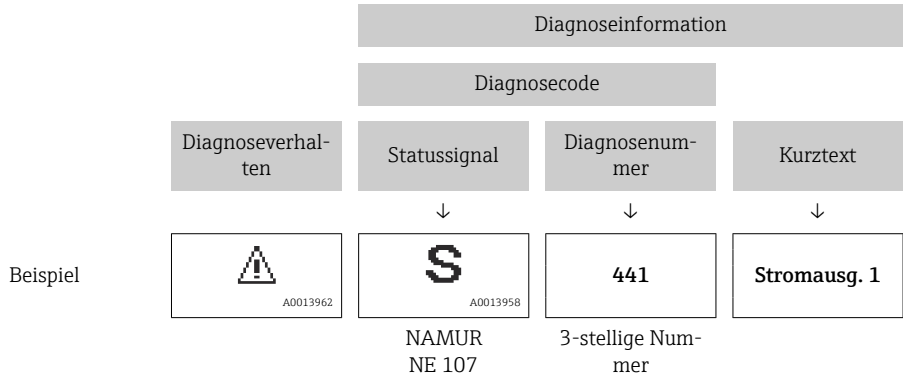 Diagnoseinformation
Diagnosecode
Diagnoseverhal-
ten
Statussignal
Diagnosenum-
mer
Kurztext
↓ ↓ ↓
Beispiel
A0013962
S
A0013958
441
Stromausg. 1
NAMUR
NE 107
3-stellige Num-
mer